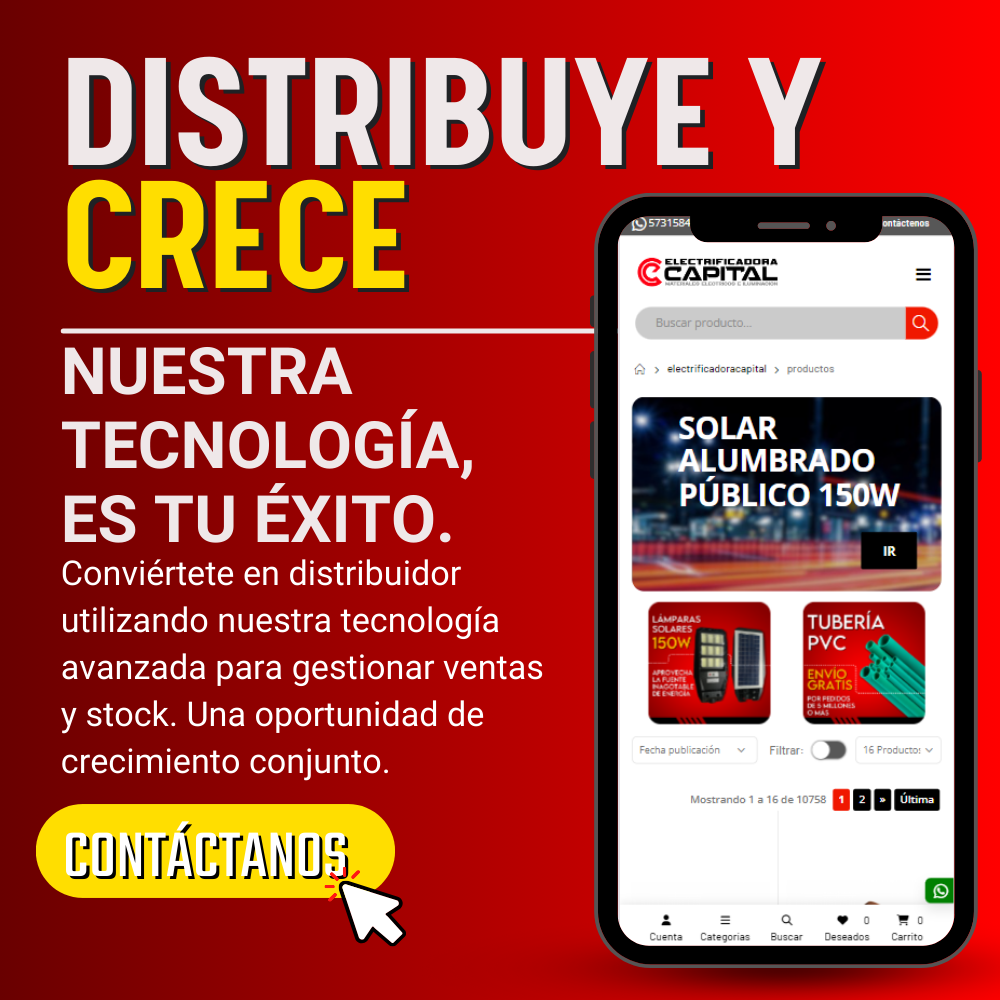 DISTRIBUYE Y
CRECE
NUESTRA
TECNOLOGÍA,
ES TU ÉXITO.
Conviértete en distribuidor
utilizando nuestra tecnología
avanzada para gestionar ventas
y stock. Una oportunidad de
crecimiento conjunto.
CONTÁCTANOS
5731584
ontáctenos
ELECTRIFICADORA
CAPITAL
MATERIALES ELECTRICOS E ILUMINACION
Buscar producto...
electrificadoracapital > productos
SOLAR
ALUMBRADO
PÚBLICO 150W
IR
LÁMPARAS
SOLARES
150W
APROVECHA
LA FUENTE
INAGOTABLE
DE ENERGÍA
TUBERÍA
PVC
ENVÍO
GRATIS
POR PEDIDOS
DE 5 MILLONES
O MÁS
Fecha publicación Filtrar: 16 Productos
Mostrando 1 a 16 de 10758 1 2 » Última
0 0
Cuenta Categorias Buscar Deseados Carrito